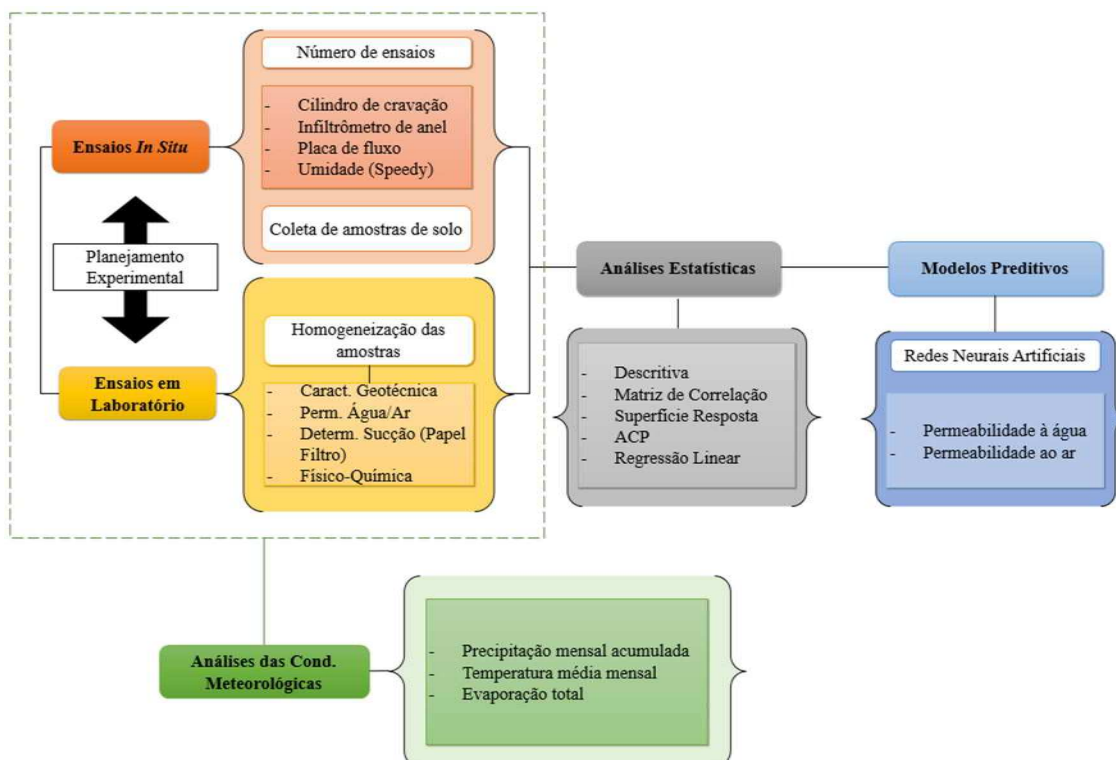 Número de ensaios
- Cilindro de cravação
- Infiltrômetro de anel
- Placa de fluxo
- Umidade (Speedy)
Coleta de amostras de solo
Ensaios In Situ
Planejamento
Experimental
Ensaios em
Laboratório
Homogeneização das
amostras
- Caract. Geotécnica
- Perm. Água/Ar
- Determ. Sucção (Papel
Filtro)
- Físico-Química
Análises Estatísticas
- Descritiva
- Matriz de Correlação
- Superfície Resposta
- ACP
- Regressão Linear
Modelos Preditivos
Redes Neurais Artificiais
- Permeabilidade à água
- Permeabilidade ao ar
Análises das Cond.
Meteorológicas
- Precipitação mensal acumulada
- Temperatura média mensal
- Evaporação total